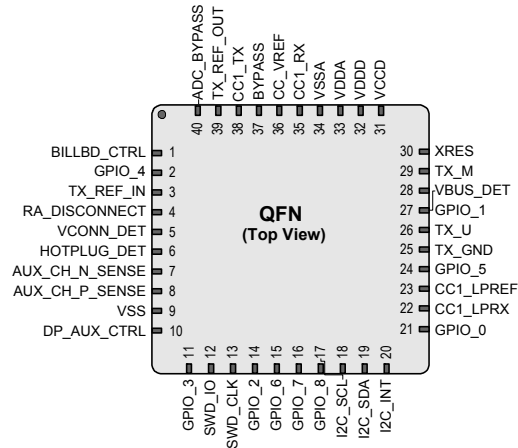 40 ADC_BYPASS
39 TX_REF_OUT
38 CC1_TX
37 BYPASS
36 CC_VREF
35 CC1_RX
34 VSSA
33 VDDA
32 VDDD
31 VCCD
BILLBD_CTRL 1
GPIO_4 2
TX_REF_IN 3
RA_DISCONNECT 4
VCONN_DET 5
HOTPLUG_DET 6
AUX_CH_N_SENSE 7
AUX_CH_P_SENSE 8
VSS 9
DP_AUX_CTRL 10
QFN
(Top View)
30 XRES
29 TX_M
28 VBUS_DET
27 GPIO_1
26 TX_U
25 TX_GND
24 GPIO_5
23 CC1_LPREF
22 CC1_LPRX
21 GPIO_0
GPIO_3 11
SWD_IO 12
SWD_CLK 13
GPIO_2 14
GPIO_6 15
GPIO_7 16
GPIO_8 17
I2C_SCL 18
I2C_SDA 19
I2C_INT 20